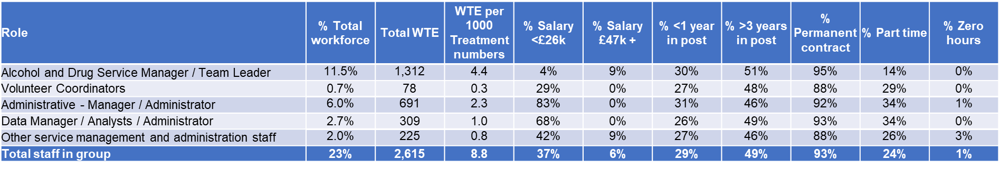 Role % Total workforce Total WTE WTE per 1000 Treatment numbers % Salary <£26k % Salary £47k + % <1 year in post % >3 years in post % Permanent contract % Part time % Zero hours
Alcohol and Drug Service Manager / Team Leader 11.5% 1,312 4.4 4% 9% 30% 51% 95% 14% 0%
Volunteer Coordinators 0.7% 78 0.3 29% 0% 27% 48% 88% 29% 0%
Administrative - Manager / Administrator 6.0% 691 2.3 83% 0% 31% 46% 92% 34% 1%
Data Manager / Analysts / Administrator 2.7% 309 1.0 68% 0% 26% 49% 93% 34% 0%
Other service management and administration staff 2.0% 225 0.8 42% 9% 27% 46% 88% 26% 3%
Total staff in group 23% 2,615 8.8 37% 6% 29% 49% 93% 24% 1%